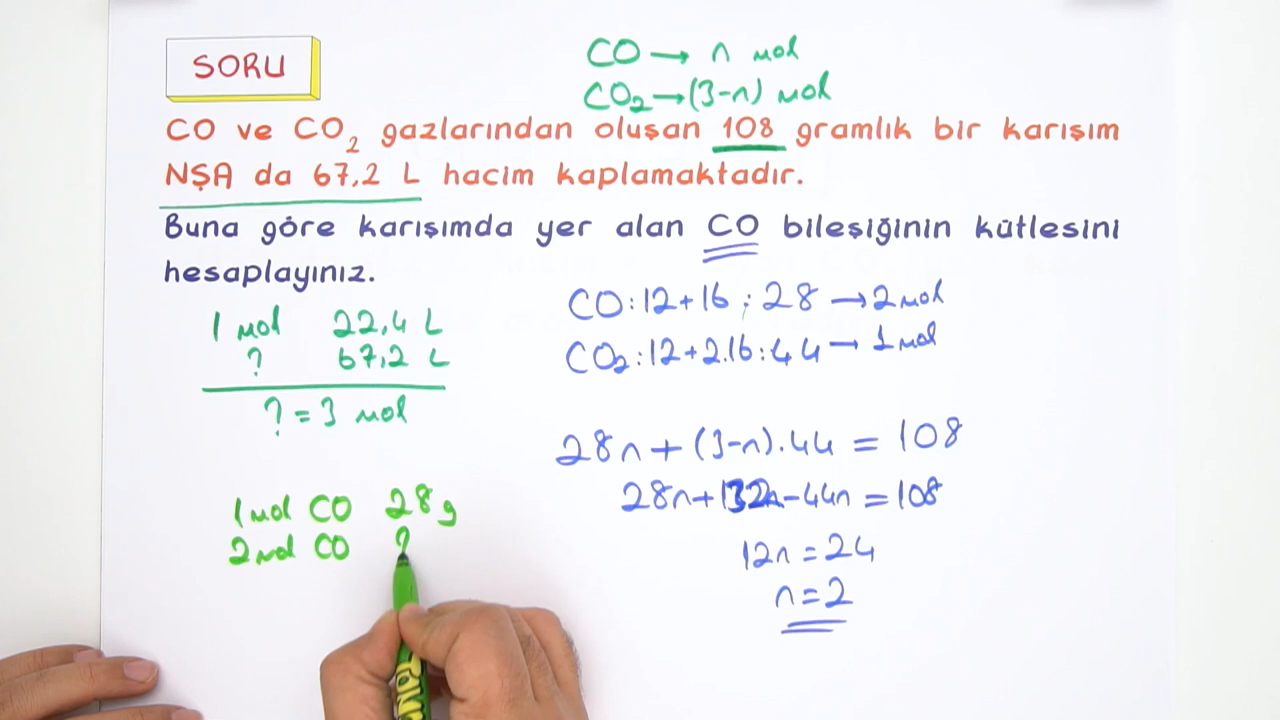 SORU
CO → n mol
CO₂ → (3-n) mol
CO ve CO₂ gazlarından oluşan 108 gramlık bir karışım
NŞA da 67,2 L hacim kaplamaktadır.
Buna göre karışımda yer alan CO bileşiğinin kütlesini
hesaplayınız.
1 mol 22,4 L
? 67,2 L
? = 3 mol
CO : 12 + 16 : 28 → 2 mol
CO₂ : 12 + 2.16 : 44 → 1 mol
28n + (3-n).44 = 108
28n + 132 - 44n = 108
12n = 24
n = 2
1 mol CO 28 g
2 mol CO ?